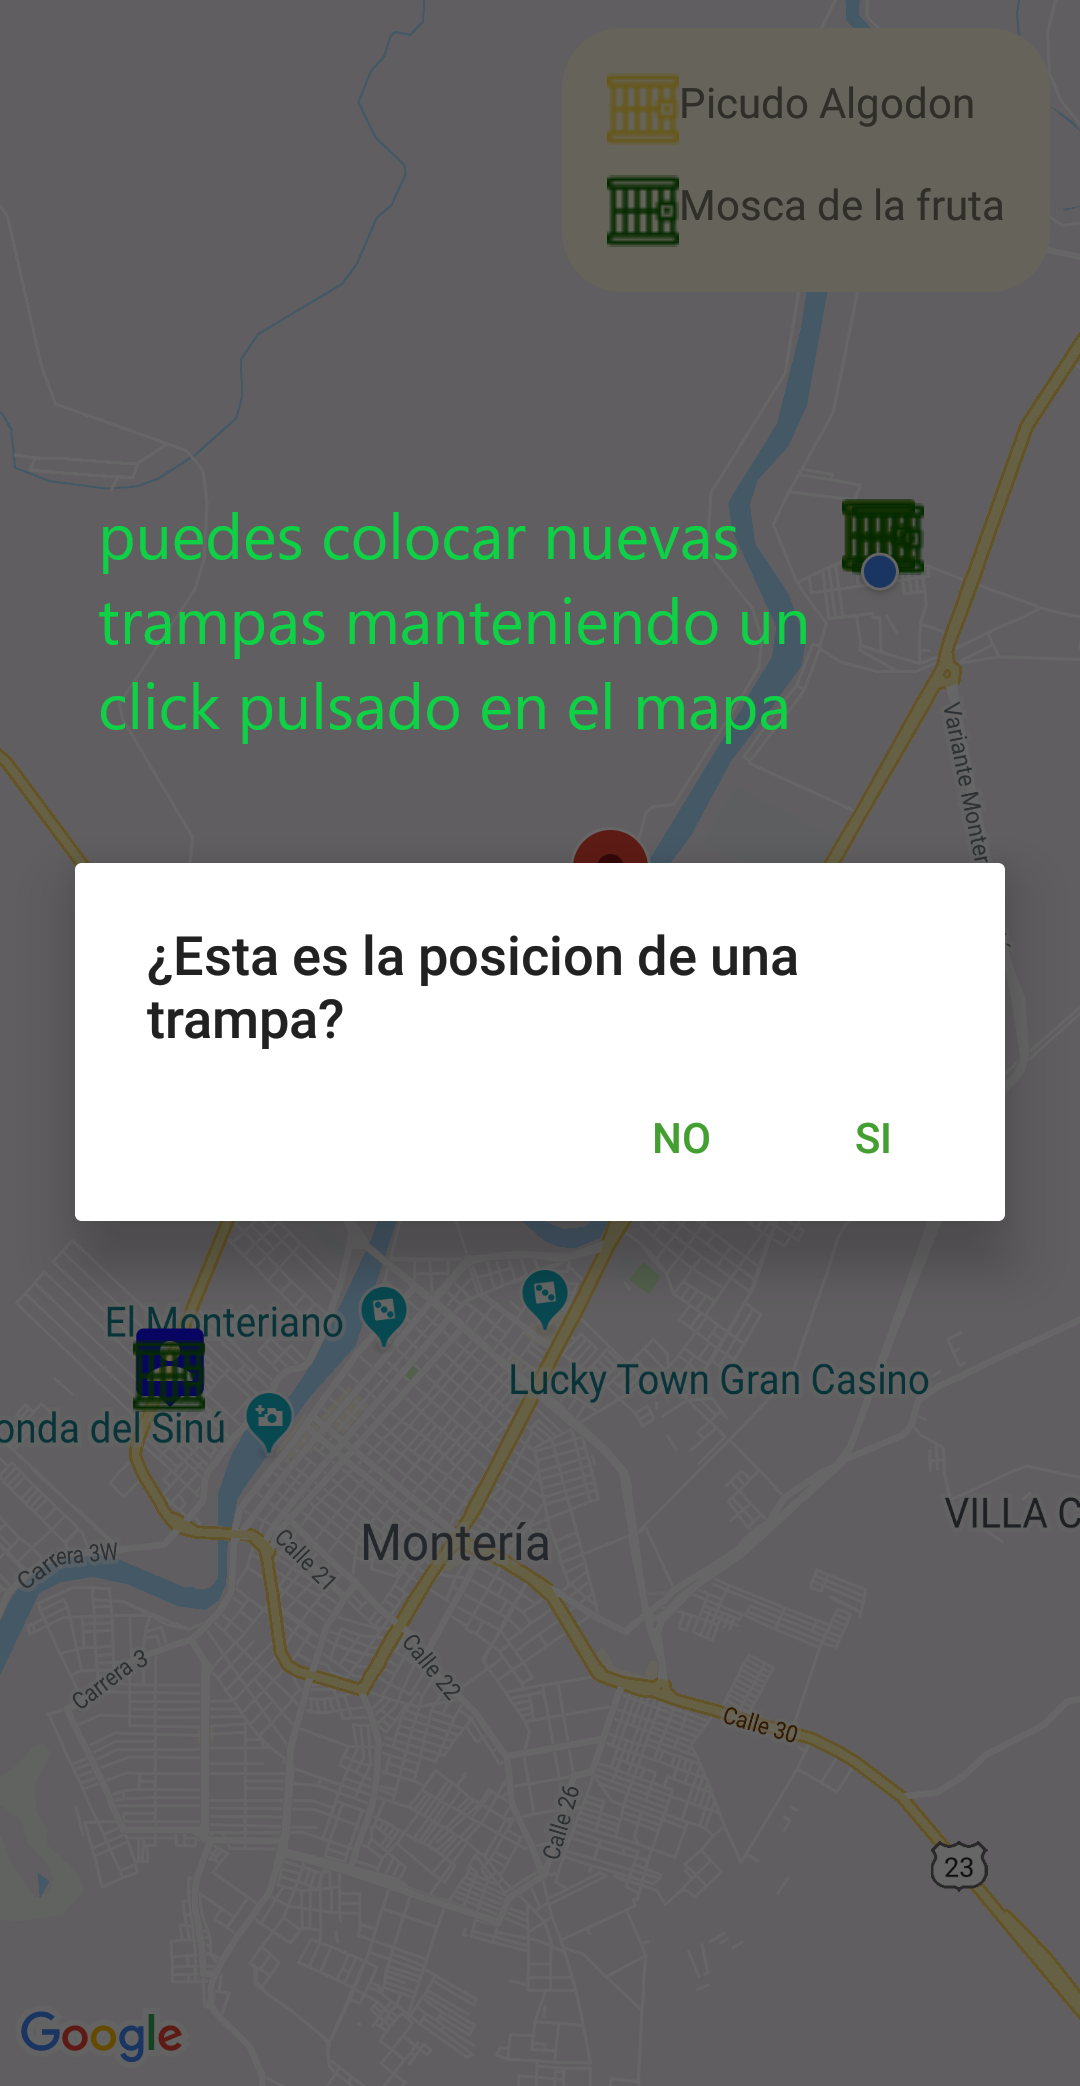 Picudo Algodon
Mosca de la fruta
puedes colocar nuevas
trampas manteniendo un
click pulsado en el mapa
Variante Monter
¿Esta es la posicion de una
trampa?
NO SI
El Monteriano
Lucky Town Gran Casino
onda del Sinú
VILLA C
Montería
Carrera 3W
Calle 21
Calle 22
Carrera 3
Calle 30
Calle 26
23
Google